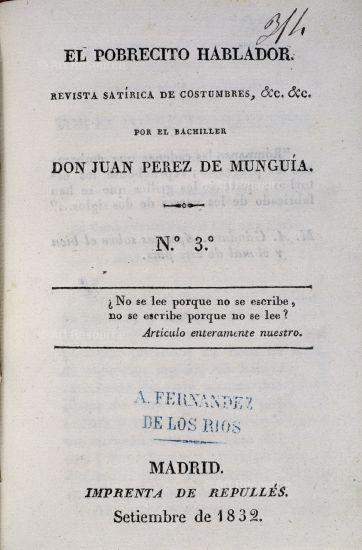 314
EL POBRECITO HABLADOR.
REVISTA SATÍRICA DE COSTUMBRES, &c. &c.
POR EL BACHILLER
DON JUAN PEREZ DE MUNGUÍA.
N.º 3.º
¿No se lee porque no se escribe,
no se escribe porque no se lee?
Articulo enteramente nuestro.
A. FERNANDEZ
DE LOS RIOS
MADRID.
IMPRENTA DE REPULLÉS.
Setiembre de 1832.